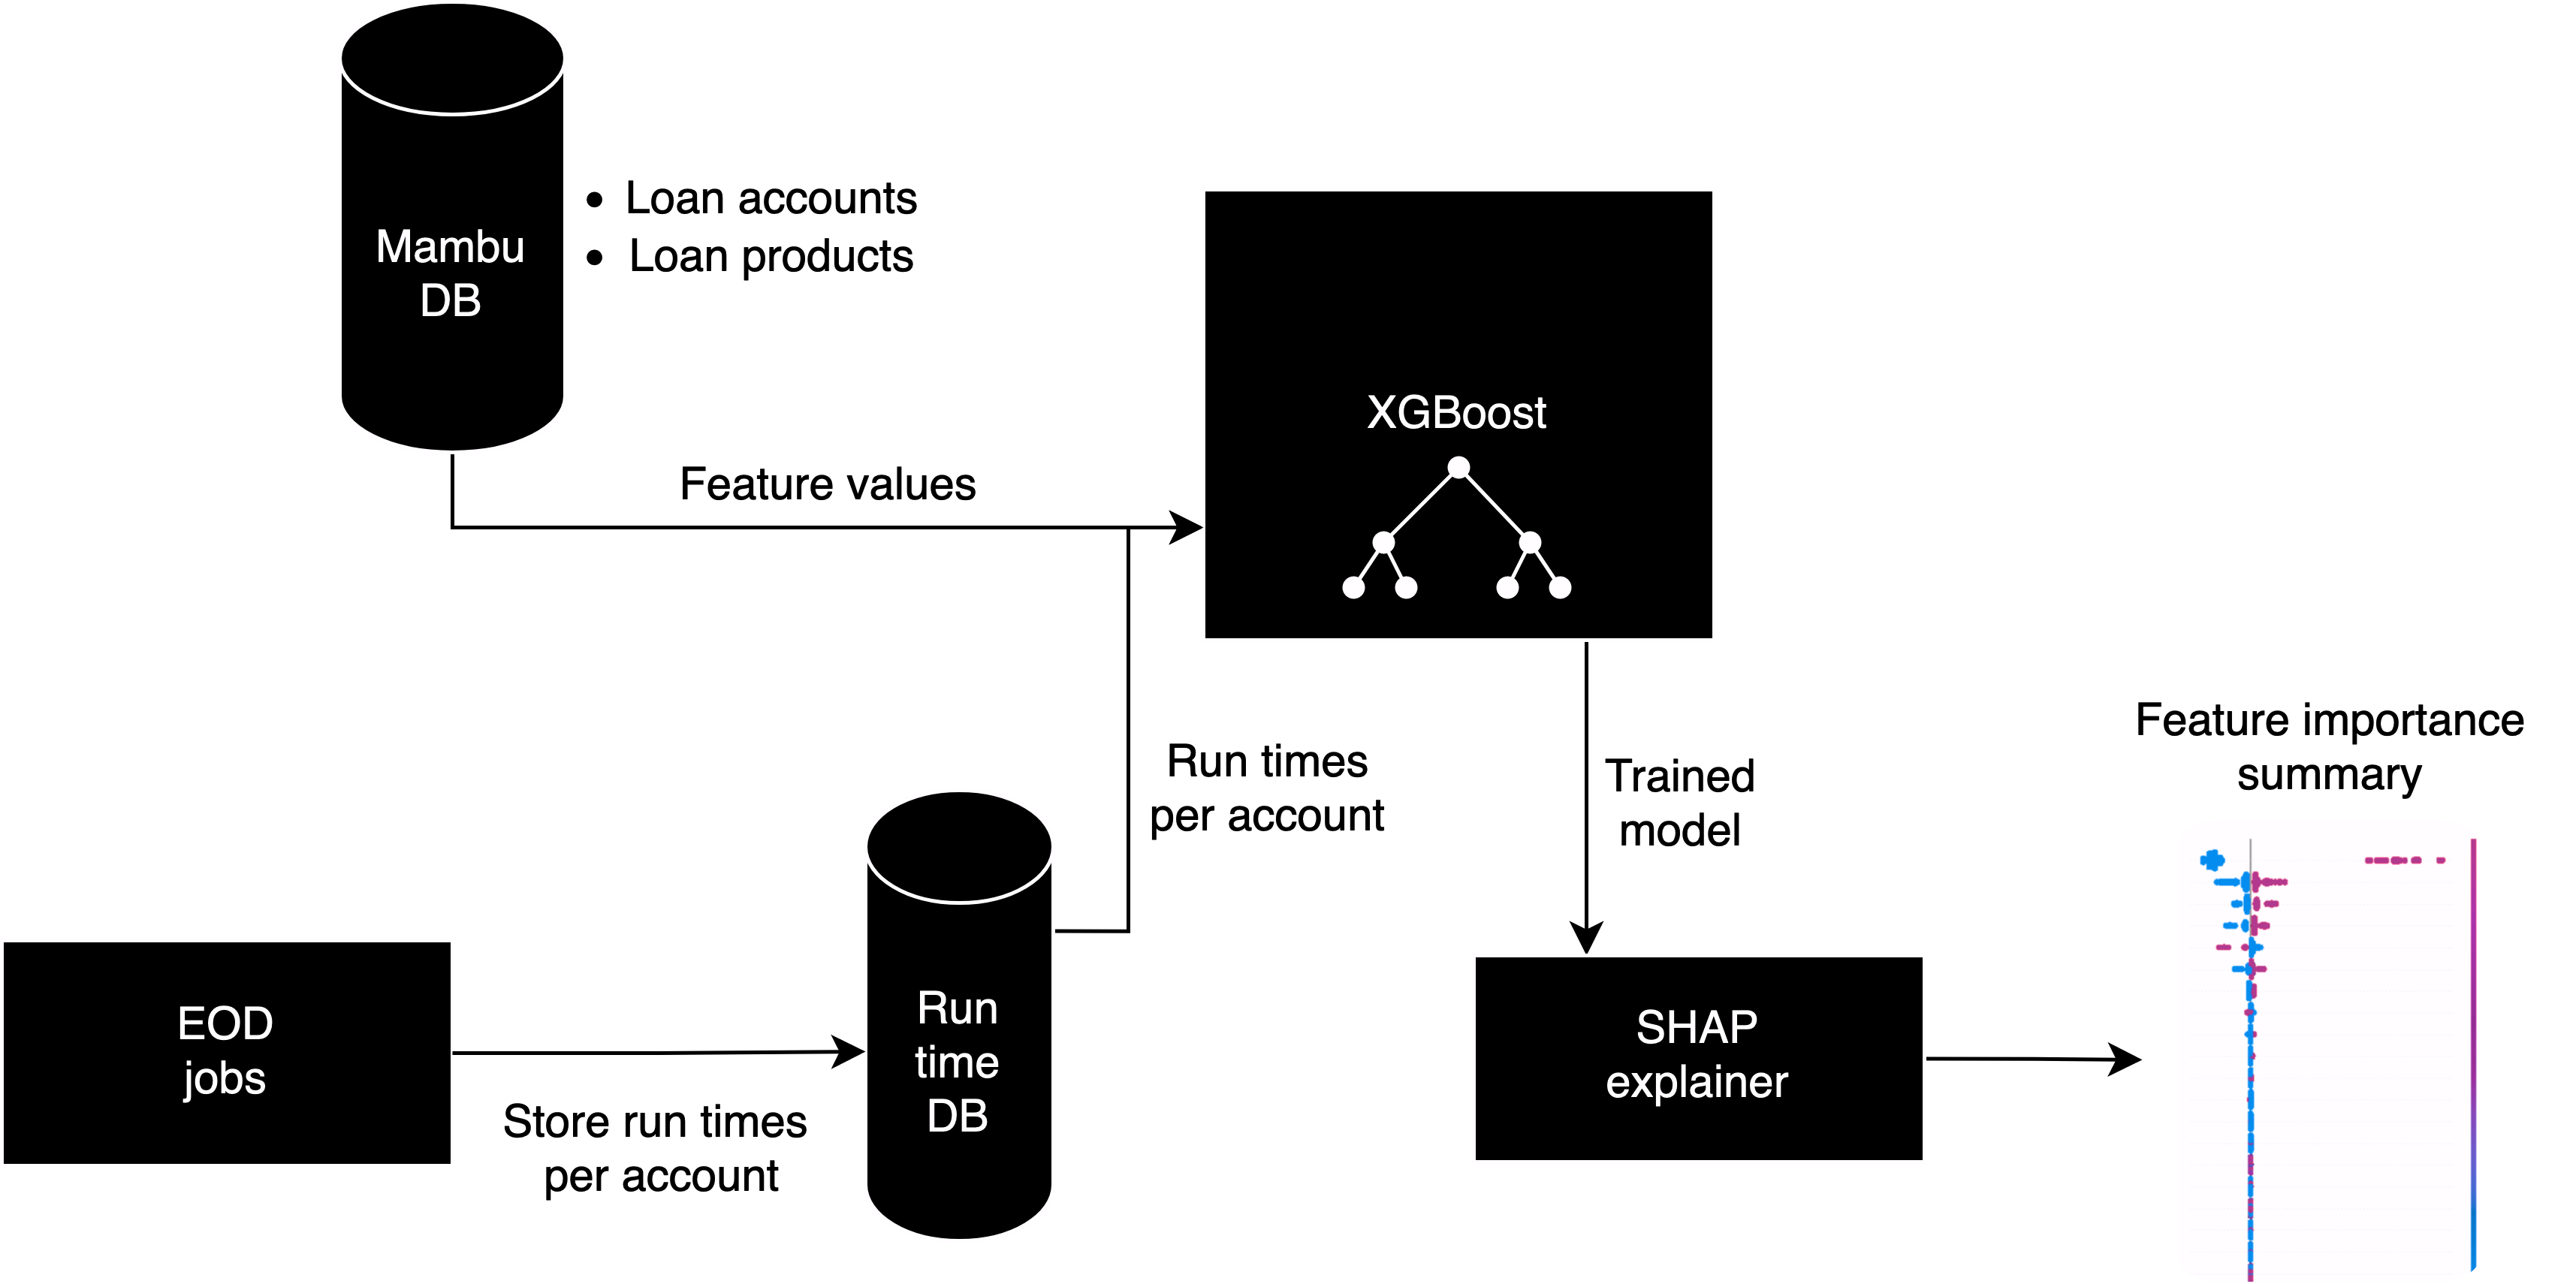 Mambu
DB
• Loan accounts
• Loan products
Feature values
XGBoost
Run times
per account
Trained
model
Feature importance
summary
EOD
jobs
Store run times
per account
Run
time
DB
SHAP
explainer